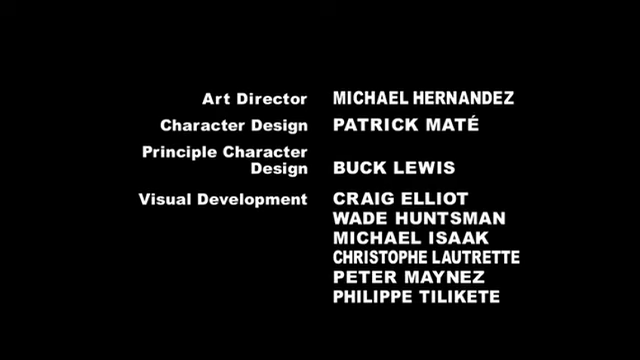 Art Director MICHAEL HERNANDEZ
Character Design PATRICK MATÉ
Principle Character
Design BUCK LEWIS
Visual Development CRAIG ELLIOT
WADE HUNTSMAN
MICHAEL ISAAK
CHRISTOPHE LAUTRETTE
PETER MAYNEZ
PHILIPPE TILIKETE